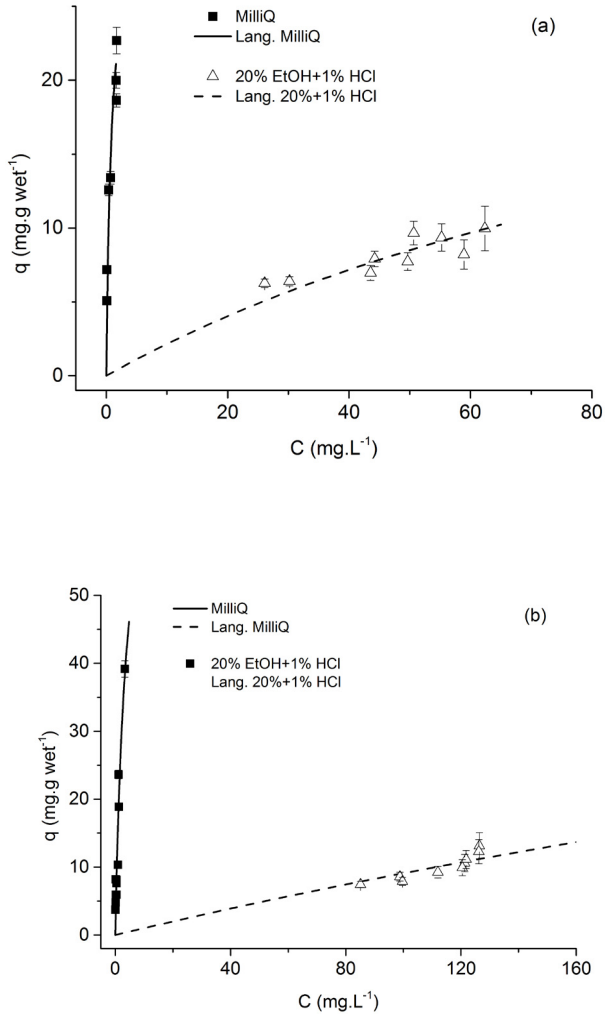 (a)
MilliQ
Lang. MilliQ
20% EtOH+1% HCl
Lang. 20%+1% HCl
q (mg.g wet⁻¹)
20
10
0
0 20 40 60 80
C (mg.L⁻¹)
(b)
MilliQ
Lang. MilliQ
20% EtOH+1% HCl
Lang. 20%+1% HCl
q (mg.g wet⁻¹)
50
40
30
20
10
0
0 40 80 120 160
C (mg.L⁻¹)